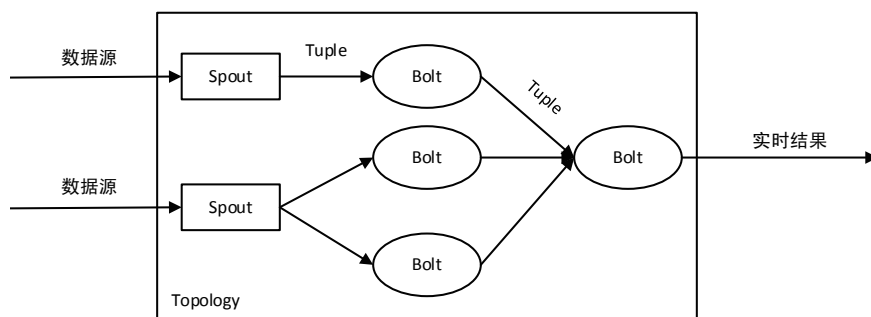 数据源
Spout
Tuple
Bolt
Tuple
Bolt
Bolt
实时结果
数据源
Spout
Bolt
Topology